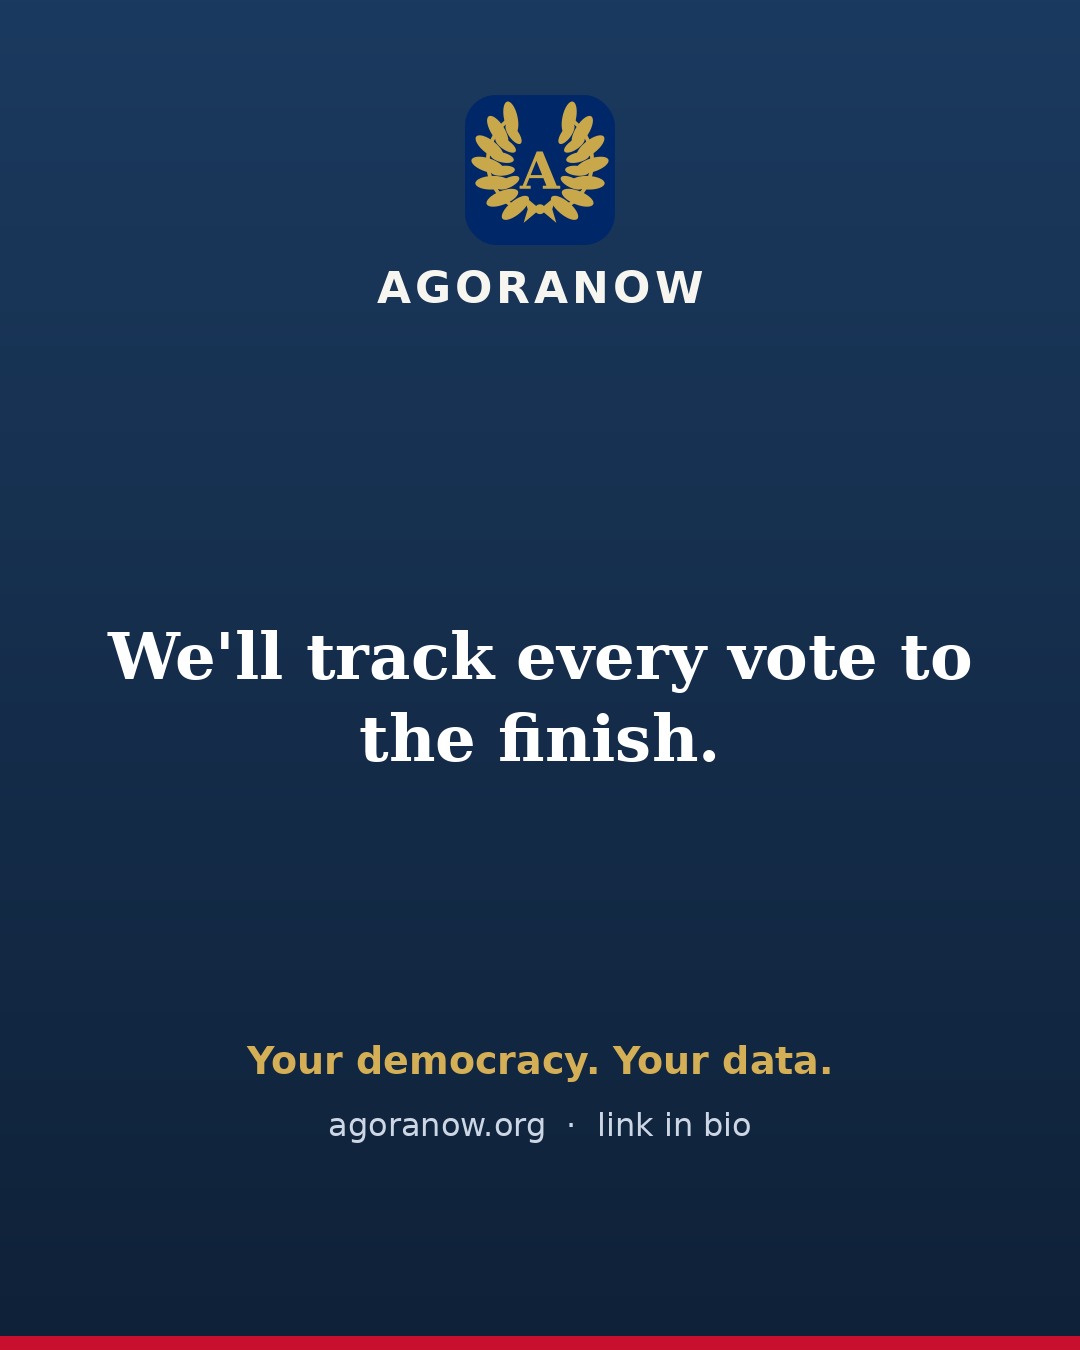 A
AGORANOW
We'll track every vote to
the finish.
Your democracy. Your data.
agoranow.org · link in bio